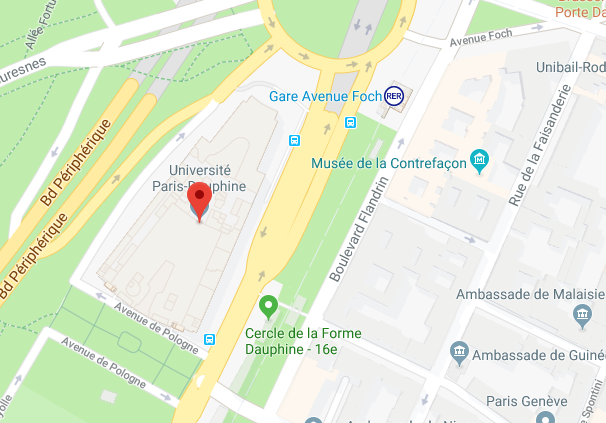 Allée Fortu
Brasserie
Porte Da
Avenue Foch
uresnes
Unibail-Rod
Gare Avenue Foch
RER
Bd Périphérique
Rue de la Faisanderie
Musée de la Contrefaçon
Université
Paris-Dauphine
Boulevard Flandrin
Bd Périphérique
Ambassade de Malaisie
Avenue de Pologne
Cercle de la Forme
Dauphine - 16e
Avenue de Pologne
Ambassade de Guinée
Spontini
Paris Genève